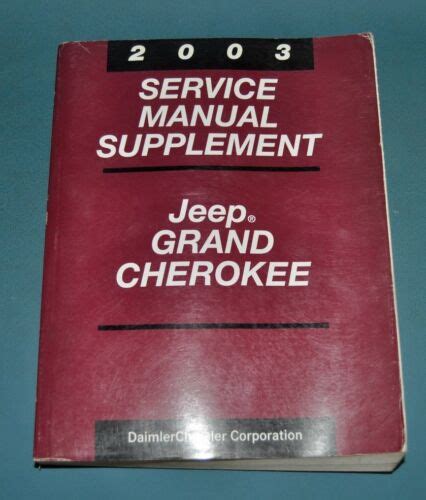 2003
SERVICE
MANUAL
SUPPLEMENT
Jeep®
GRAND
CHEROKEE
DaimlerChrysler Corporation